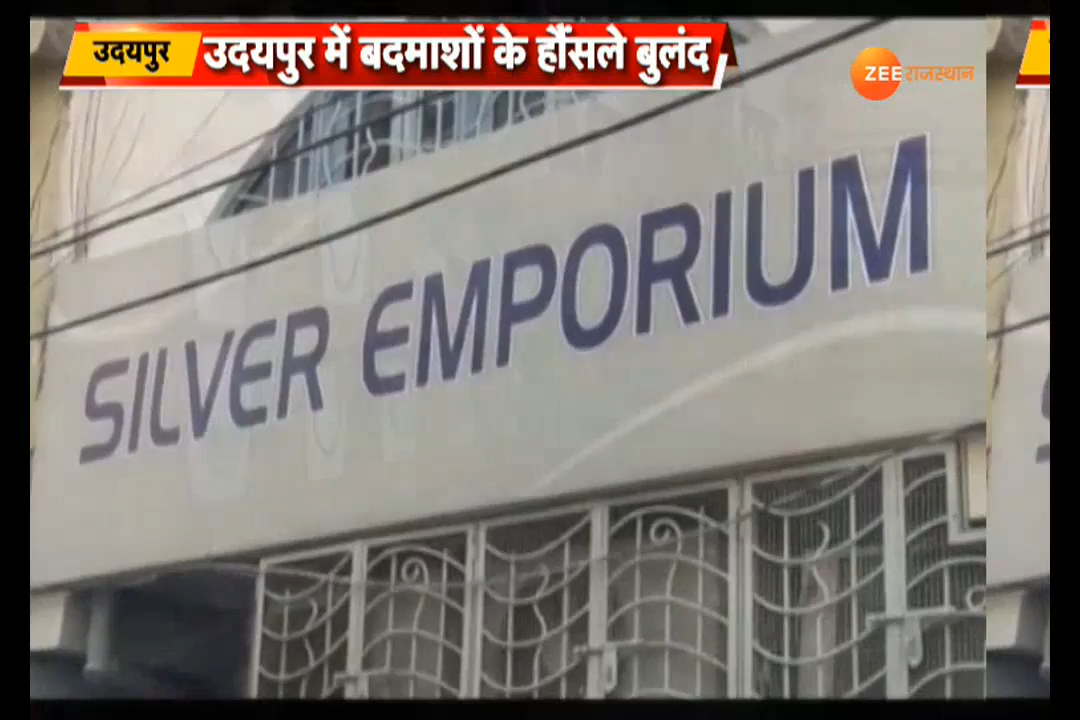 उदयपुर
उदयपुर में बदमाशों के हौंसले बुलंद
ZEE राजस्थान
SILVER EMPORIUM